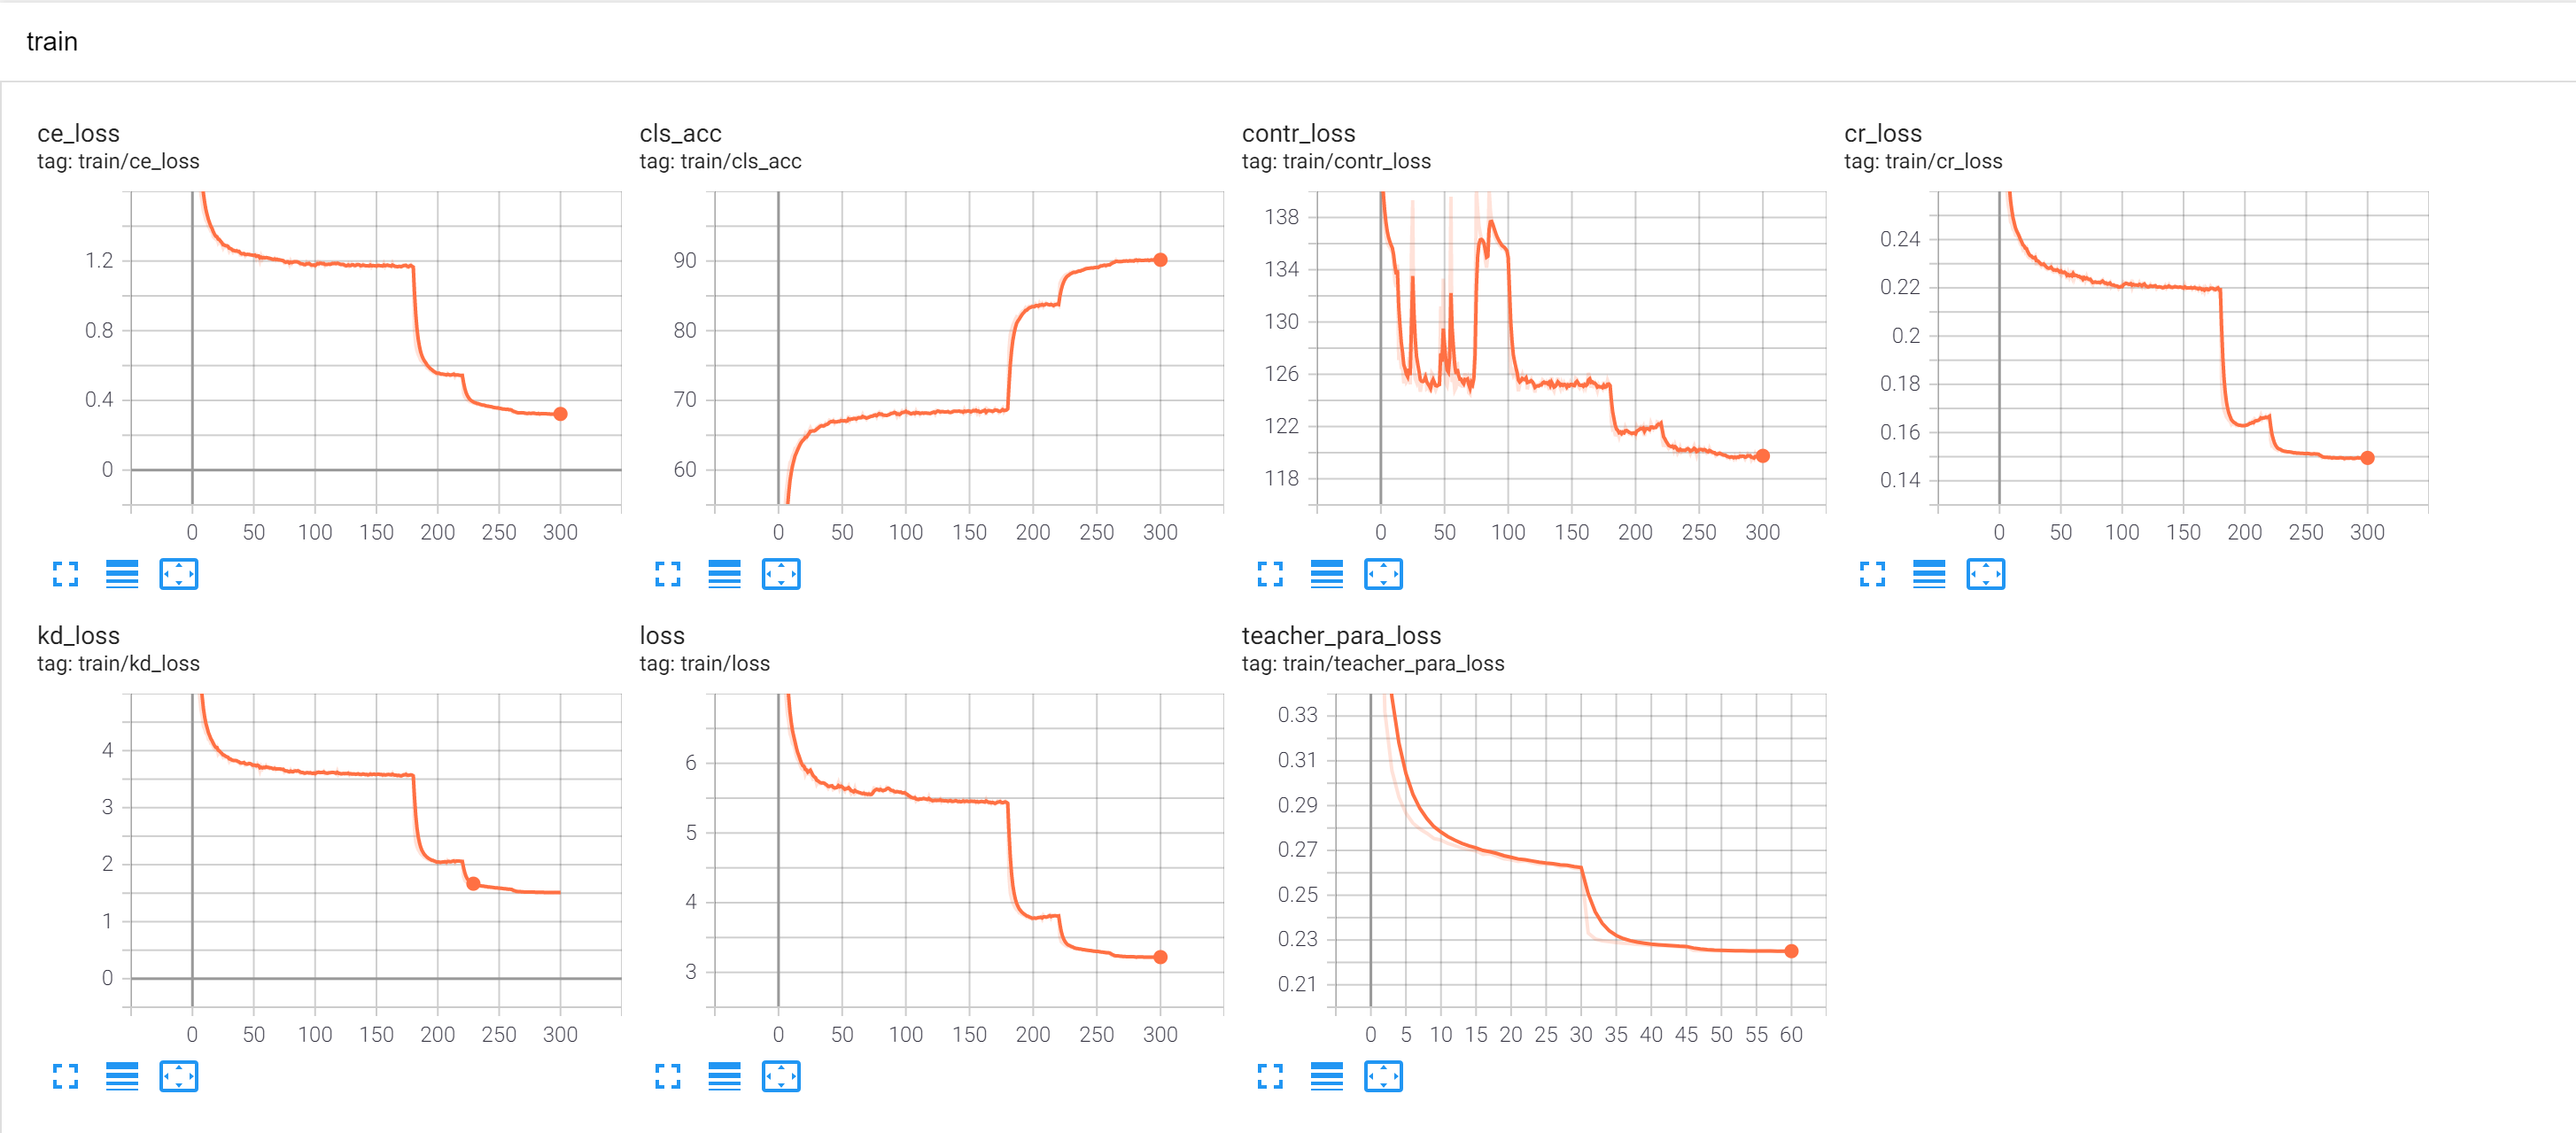 train
ce_loss
tag: train/ce_loss
1.2
0.8
0.4
0
0 50 100 150 200 250 300
cls_acc
tag: train/cls_acc
90
80
70
60
0 50 100 150 200 250 300
contr_loss
tag: train/contr_loss
138
134
130
126
122
118
0 50 100 150 200 250 300
cr_loss
tag: train/cr_loss
0.24
0.22
0.2
0.18
0.16
0.14
0 50 100 150 200 250 300
kd_loss
tag: train/kd_loss
4
3
2
1
0
0 50 100 150 200 250 300
loss
tag: train/loss
6
5
4
3
0 50 100 150 200 250 300
teacher_para_loss
tag: train/teacher_para_loss
0.33
0.31
0.29
0.27
0.25
0.23
0.21
0 5 10 15 20 25 30 35 40 45 50 55 60